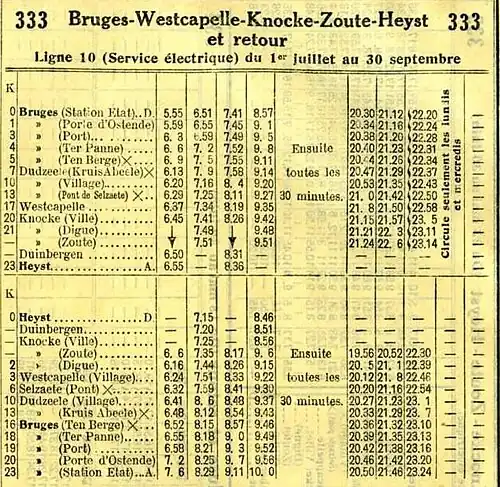 333 Bruges-Westcapelle-Knocke-Zoute-Heyst 333
et retour
Ligne 10 (Service électrique) du 1er juillet au 30 septembre
K
0 Bruges (Station Etat).. D. 5.55 6.51 7.41 8.57 20.30 21.12 22.20
1 » (Porte d'Ostende) 5.59 6.55 7.45 9. 1 20.34 21.16 22.24
3 » (Port) 6. 3 6.59 7.49 9. 5 20.38 21.20 22.28
4 » (Ter Panne) 6. 6 7. 2 7.52 9. 8 Ensuite 20.40 21.23 22.31
5 » (Ten Berge) X 6. 9 7. 5 7.55 9.11 21.26 22.34
7 Dudzeele (Kruis Abeele) X 6.13 7. 9 7.58 9.14 toutes les 20.47 21.29 22.37
10 » (Village) 6.20 7.16 8. 4 9.20 20.53 21.35 22.43
13 » (Pont de Selzaete) X 6.29 7.25 8.11 9.27 30 minutes. 21. 0 21.42 22.50
17 Westcapelle 6.37 7.34 8.19 9.35 21. 8 21.50 22.58
20 Knocke (Ville) 6.45 7.41 8.26 9.42 21.15 21.57 23. 5
21 » (Digue) 7.48 9.48 21.21 22. 3 23.11
— » (Zoute) 7.51 9.51 21.24 22. 6 23.14
— Duinbergen 6.50 — 8.31 — — — —
23 Heyst A. 6.55 — 8.36 — — — —
Circule seulement les lundis et mercredis
K
0 Heyst D. — 7.15 — 8.46 — — —
— Duinbergen — 7.20 — 8.51 — — —
— Knocke (Ville) — 7.25 — 8.56 — — —
— » (Zoute) 6. 6 7.35 8.17 9. 6 Ensuite 19.56 20.52 22.30
2 » (Digue) 6.16 7.44 8.26 9.15 20. 5 21. 1 22.39
3 Westcapelle (Village) 6.22 7.51 8.33 9.22 toutes les 20.12 21. 8 22.46
6 Selzaete (Pont) X 6.32 7.59 8.41 9.30 20.20 21.16 22.54
10 Dudzeele (Village) 6.41 8. 6 8.48 9.37 30 minutes. 20.27 21.23 23. 1
13 » (Kruis Abeele) X 6.48 8.12 8.54 9.43 20.33 21.29 23. 7
16 Bruges (Ten Berge) X 6.52 8.15 8.57 9.46 20.36 21.32 23.10
18 » (Ter Panne) 6.55 8.18 9. 0 9.49 20.39 21.35 23.13
19 » (Port) 6.58 8.21 9. 3 9.52 20.42 21.38 23.16
20 » (Porte d'Ostende) 7. 2 8.25 9. 7 9.56 20.46 21.42 23.20
23 » (Station Etat) .. A. 7. 6 8.29 9.11 10. 0 20.50 21.46 23.24